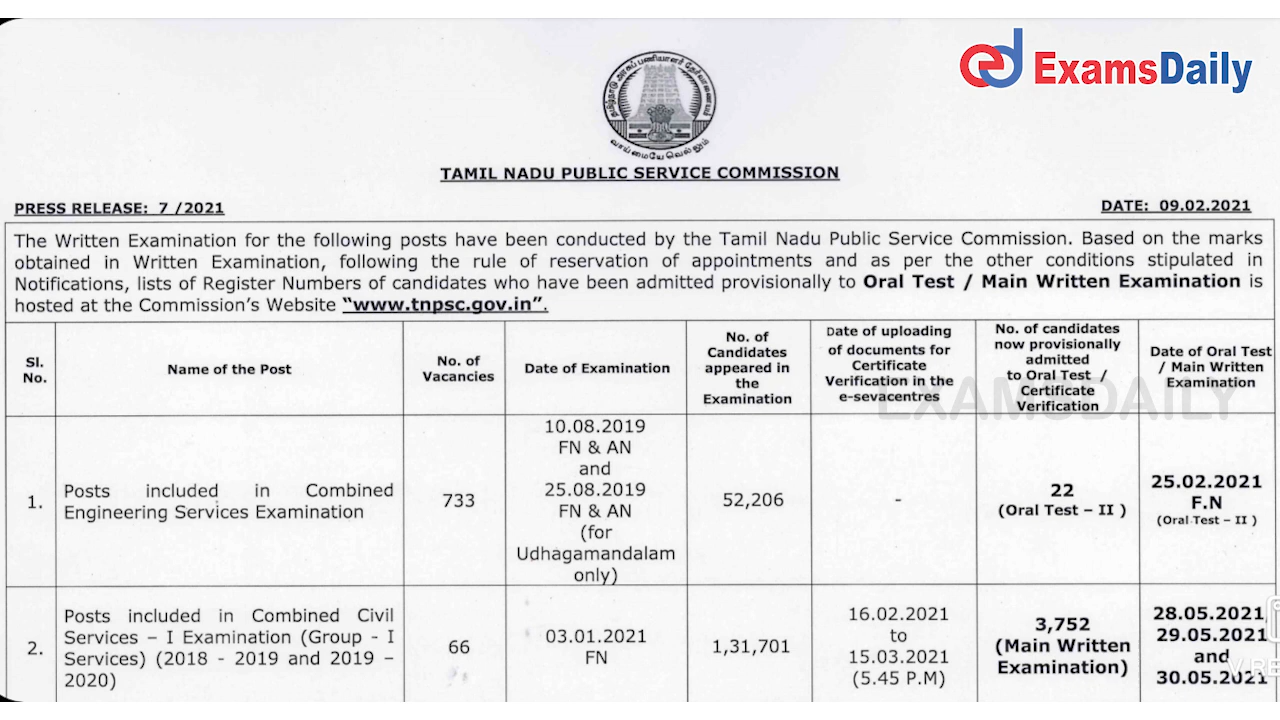 ExamsDaily
தமிழ்நாடு அரசுப் பணியாளர் தேர்வாணையம்
வாய்மையே வெல்லும்
TAMIL NADU PUBLIC SERVICE COMMISSION
PRESS RELEASE: 7 /2021
DATE: 09.02.2021
The Written Examination for the following posts have been conducted by the Tamil Nadu Public Service Commission. Based on the marks
obtained in Written Examination, following the rule of reservation of appointments and as per the other conditions stipulated in
Notifications, lists of Register Numbers of candidates who have been admitted provisionally to Oral Test / Main Written Examination is
hosted at the Commission's Website "www.tnpsc.gov.in".
Sl.
No.
Name of the Post
No. of
Vacancies
Date of Examination
No. of
Candidates
appeared in
the
Examination
Date of uploading
of documents for
Certificate
Verification in the
e-sevacentres
No. of candidates
now provisionally
admitted
to Oral Test /
Certificate
Verification
Date of Oral Test
/ Main Written
Examination
EXAMSDAILY
1.
Posts included in Combined
Engineering Services Examination
733
10.08.2019
FN & AN
and
25.08.2019
FN & AN
(for
Udhagamandalam
only)
52,206
-
22
(Oral Test – II )
25.02.2021
F.N
(Oral Test – II )
2.
Posts included in Combined Civil
Services – I Examination (Group - I
Services) (2018 - 2019 and 2019 –
2020)
66
03.01.2021
FN
1,31,701
16.02.2021
to
15.03.2021
(5.45 P.M)
3,752
(Main Written
Examination)
28.05.2021
29.05.2021
and
30.05.2021